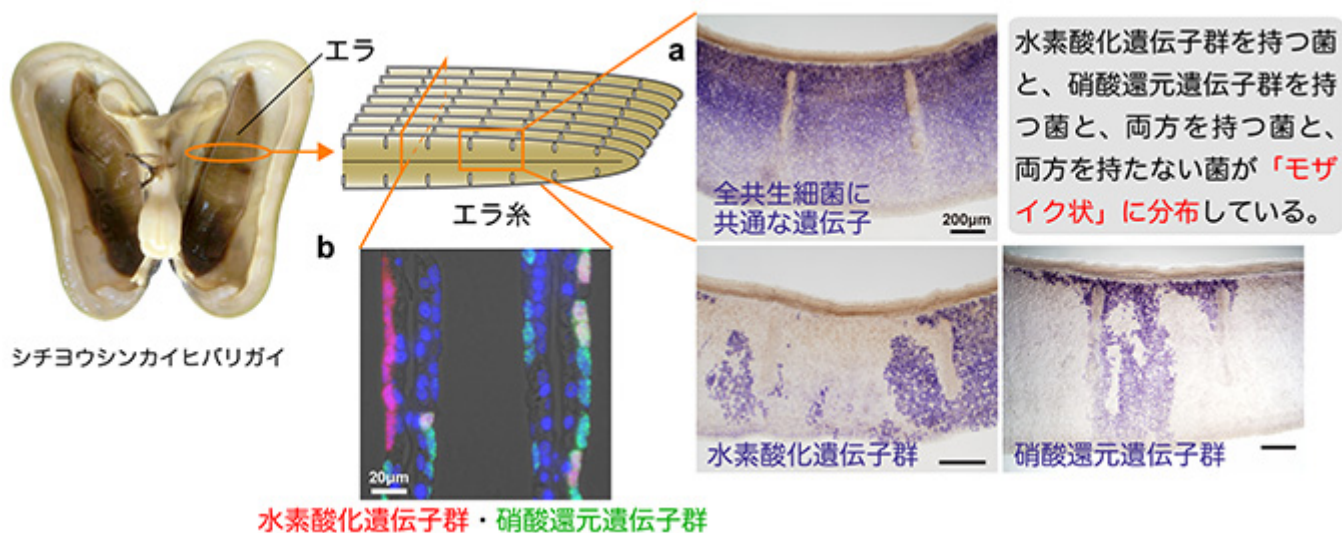 エラ
シチヨウシンカイヒバリガイ
エラ糸
a
全共生細菌に
共通な遺伝子
200μm
水素酸化遺伝子群を持つ菌
と、硝酸還元遺伝子群を持
つ菌と、両方を持つ菌と、
両方を持たない菌が「モザ
イク状」に分布している。
b
20μm
水素酸化遺伝子群・硝酸還元遺伝子群
水素酸化遺伝子群
硝酸還元遺伝子群